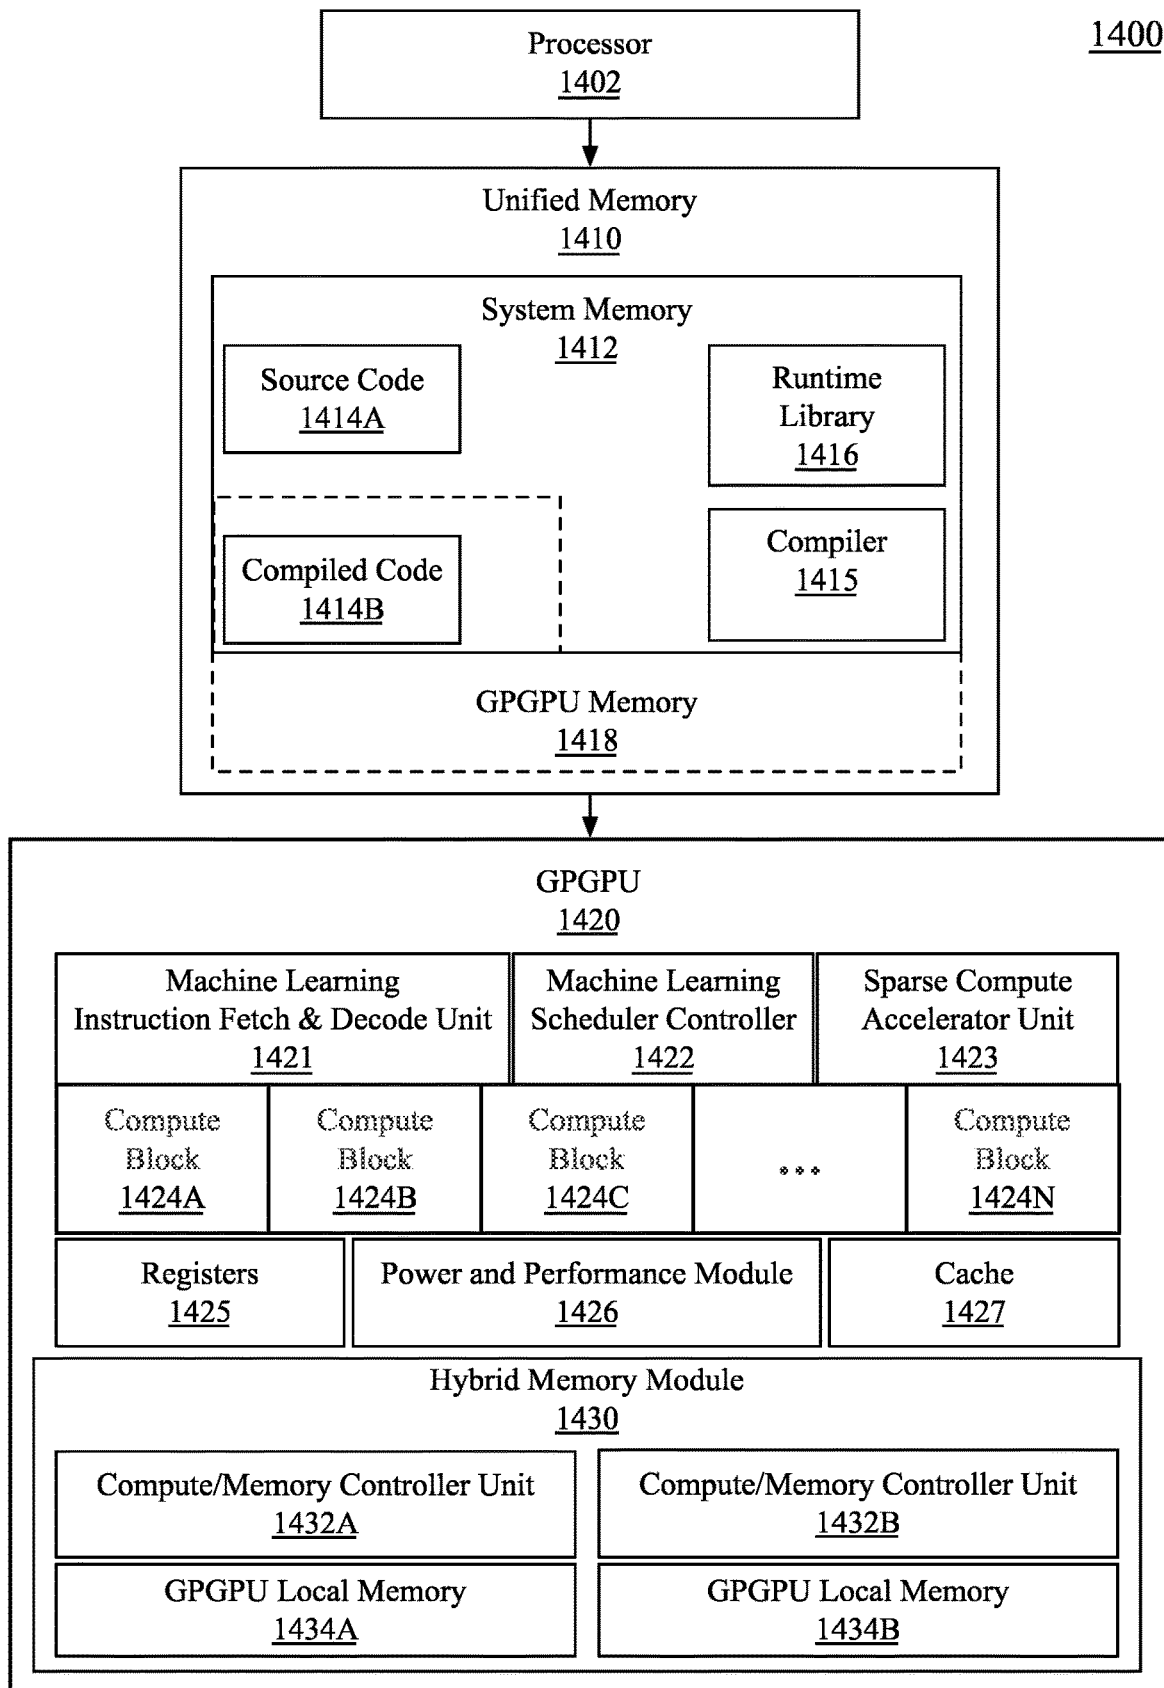 1400
Processor
1402
Unified Memory
1410
System Memory
1412
Source Code
1414A
Runtime
Library
1416
Compiled Code
1414B
Compiler
1415
GPGPU Memory
1418
GPGPU
1420
Machine Learning
Instruction Fetch & Decode Unit
1421
Machine Learning
Scheduler Controller
1422
Sparse Compute
Accelerator Unit
1423
Compute
Block
1424A
Compute
Block
1424B
Compute
Block
1424C
...
Compute
Block
1424N
Registers
1425
Power and Performance Module
1426
Cache
1427
Hybrid Memory Module
1430
Compute/Memory Controller Unit
1432A
Compute/Memory Controller Unit
1432B
GPGPU Local Memory
1434A
GPGPU Local Memory
1434B